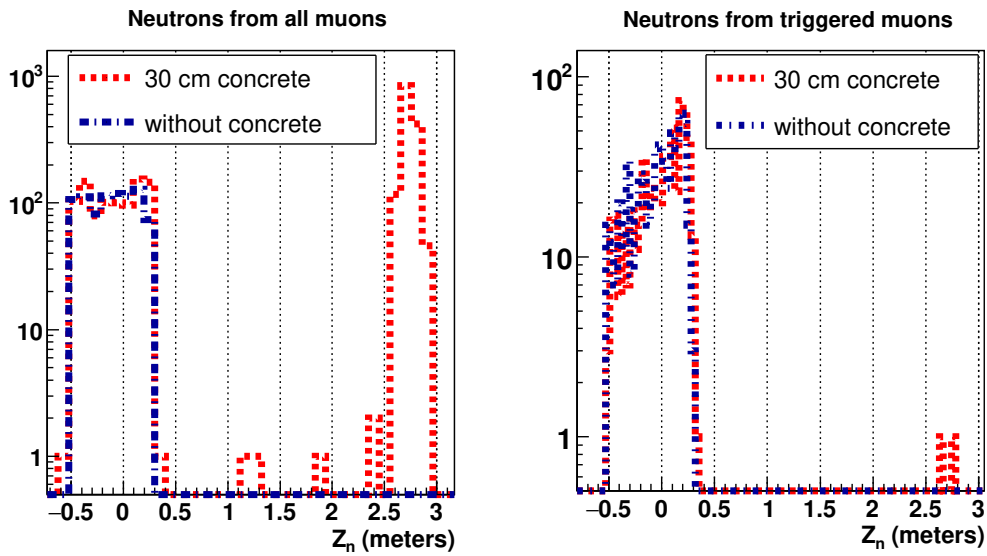 Neutrons from all muons
10³
10²
10
1
30 cm concrete
without concrete
−0.5 0 0.5 1 1.5 2 2.5 3
Zₙ (meters)
Neutrons from triggered muons
10²
10
1
30 cm concrete
without concrete
−0.5 0 0.5 1 1.5 2 2.5 3
Zₙ (meters)